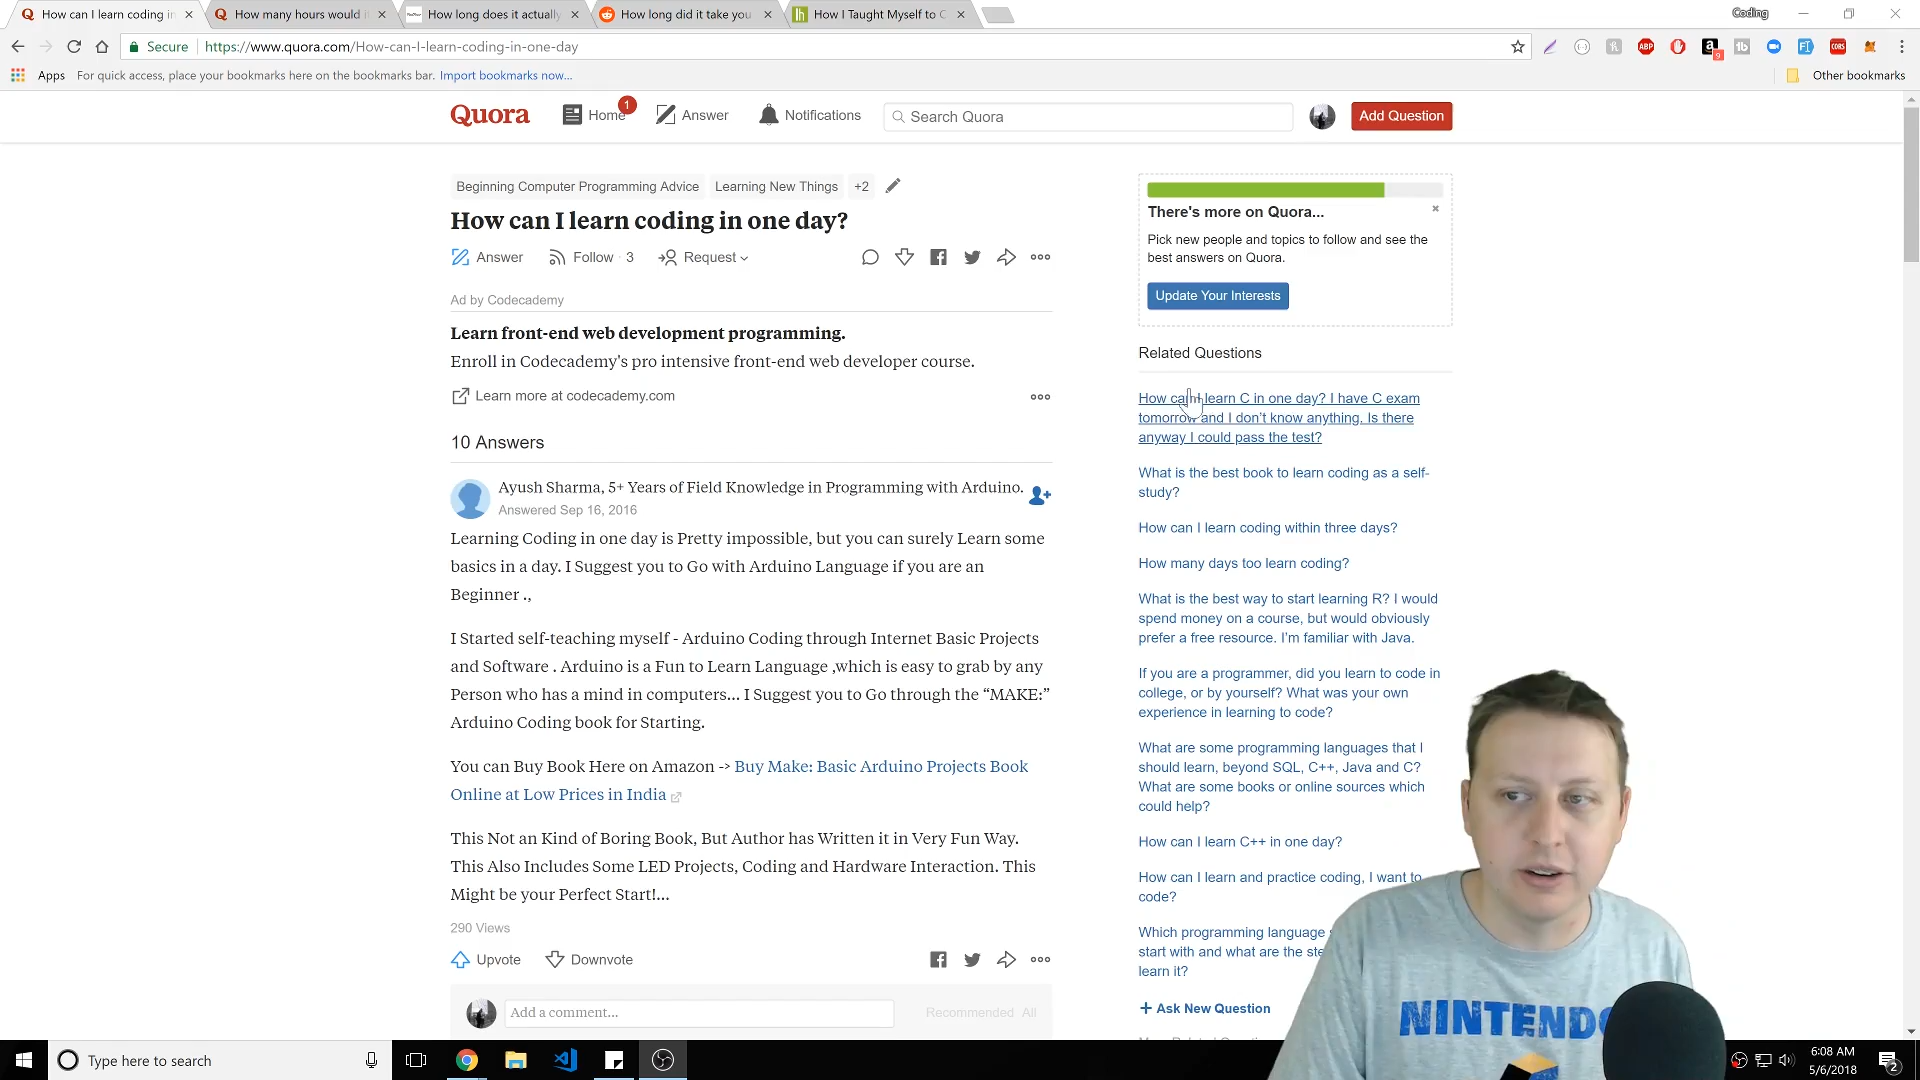 How can I learn coding in
How many hours would i
How long does it actually
How long did it take you
How I Taught Myself to C
Coding
Secure
https://www.quora.com/How-can-I-learn-coding-in-one-day
ABP
9
CORS
Apps
For quick access, place your bookmarks here on the bookmarks bar. Import bookmarks now...
Other bookmarks
Quora
Home
1
Answer
Notifications
Search Quora
Add Question
Beginning Computer Programming Advice
Learning New Things
+2
How can I learn coding in one day?
Answer
Follow · 3
Request
Ad by Codecademy
Learn front-end web development programming.
Enroll in Codecademy's pro intensive front-end web developer course.
Learn more at codecademy.com
10 Answers
Ayush Sharma, 5+ Years of Field Knowledge in Programming with Arduino.
Answered Sep 16, 2016
Learning Coding in one day is Pretty impossible, but you can surely Learn some
basics in a day. I Suggest you to Go with Arduino Language if you are an
Beginner .,
I Started self-teaching myself - Arduino Coding through Internet Basic Projects
and Software . Arduino is a Fun to Learn Language ,which is easy to grab by any
Person who has a mind in computers... I Suggest you to Go through the “MAKE:”
Arduino Coding book for Starting.
You can Buy Book Here on Amazon -> Buy Make: Basic Arduino Projects Book
Online at Low Prices in India
This Not an Kind of Boring Book, But Author has Written it in Very Fun Way.
This Also Includes Some LED Projects, Coding and Hardware Interaction. This
Might be your Perfect Start!...
290 Views
Upvote
Downvote
Add a comment...
Recommended All
There's more on Quora...
Pick new people and topics to follow and see the
best answers on Quora.
Update Your Interests
Related Questions
How can I learn C in one day? I have C exam
tomorrow and I don't know anything. Is there
anyway I could pass the test?
What is the best book to learn coding as a self-
study?
How can I learn coding within three days?
How many days too learn coding?
What is the best way to start learning R? I would
spend money on a course, but would obviously
prefer a free resource. I'm familiar with Java.
If you are a programmer, did you learn to code in
college, or by yourself? What was your own
experience in learning to code?
What are some programming languages that I
should learn, beyond SQL, C++, Java and C?
What are some books or online sources which
could help?
How can I learn C++ in one day?
How can I learn and practice coding, I want to
code?
Which programming language
start with and what are the ste
learn it?
+ Ask New Question
NINTENDO
Type here to search
6:08 AM
5/6/2018
2